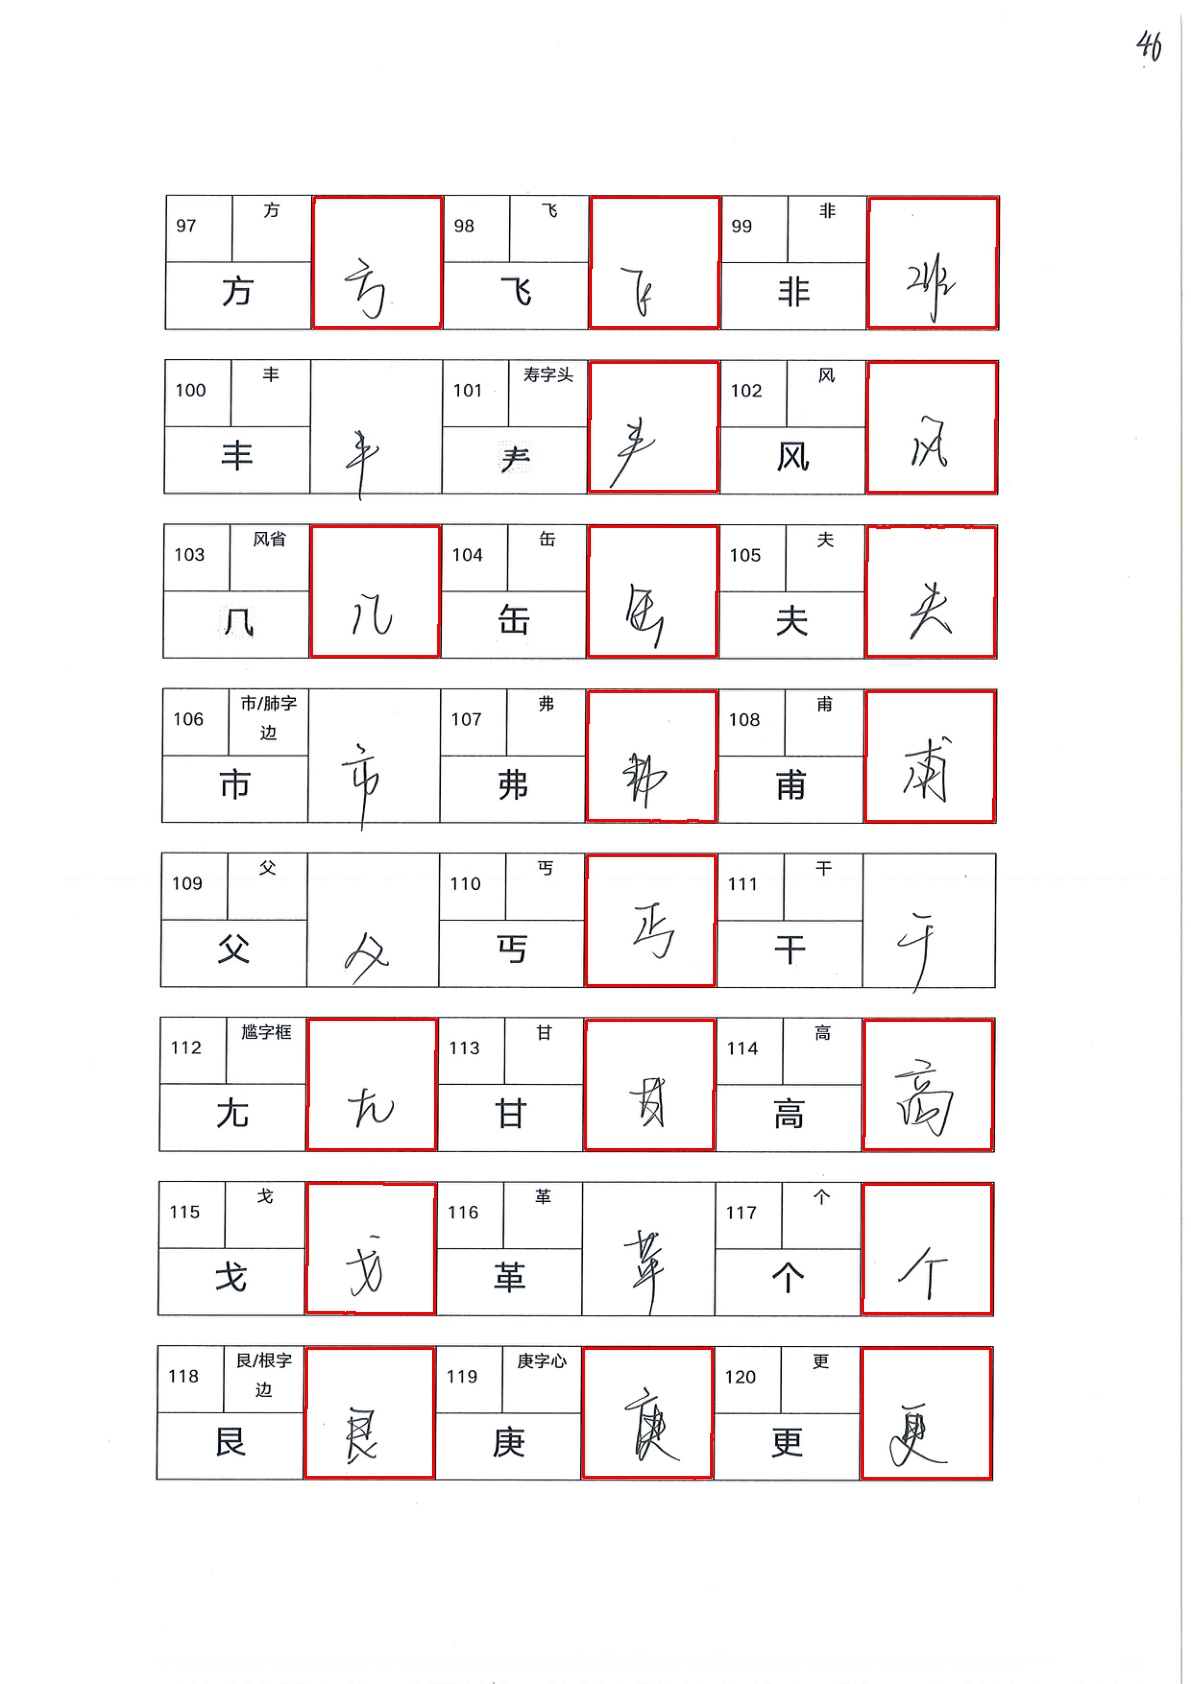 46
97 方 方 98 飞 飞 99 非 非
方 飞 非
100 丰 丰 101 寿字头 𡗗 102 风 风
丰 风
103 风省 几 104 缶 缶 105 夫 夫
几 缶 夫
106 市/肺字边 市 107 弗 弗 108 甫 甫
市 弗 甫
109 父 父 110 丐 丐 111 干 干
父 丐 干
112 尴字框 尢 113 甘 甘 114 高 高
尢 甘 高
115 戈 戈 116 革 革 117 个 个
戈 革 个
118 艮/根字边 艮 119 庚字心 庚 120 更 更
艮 庚 更